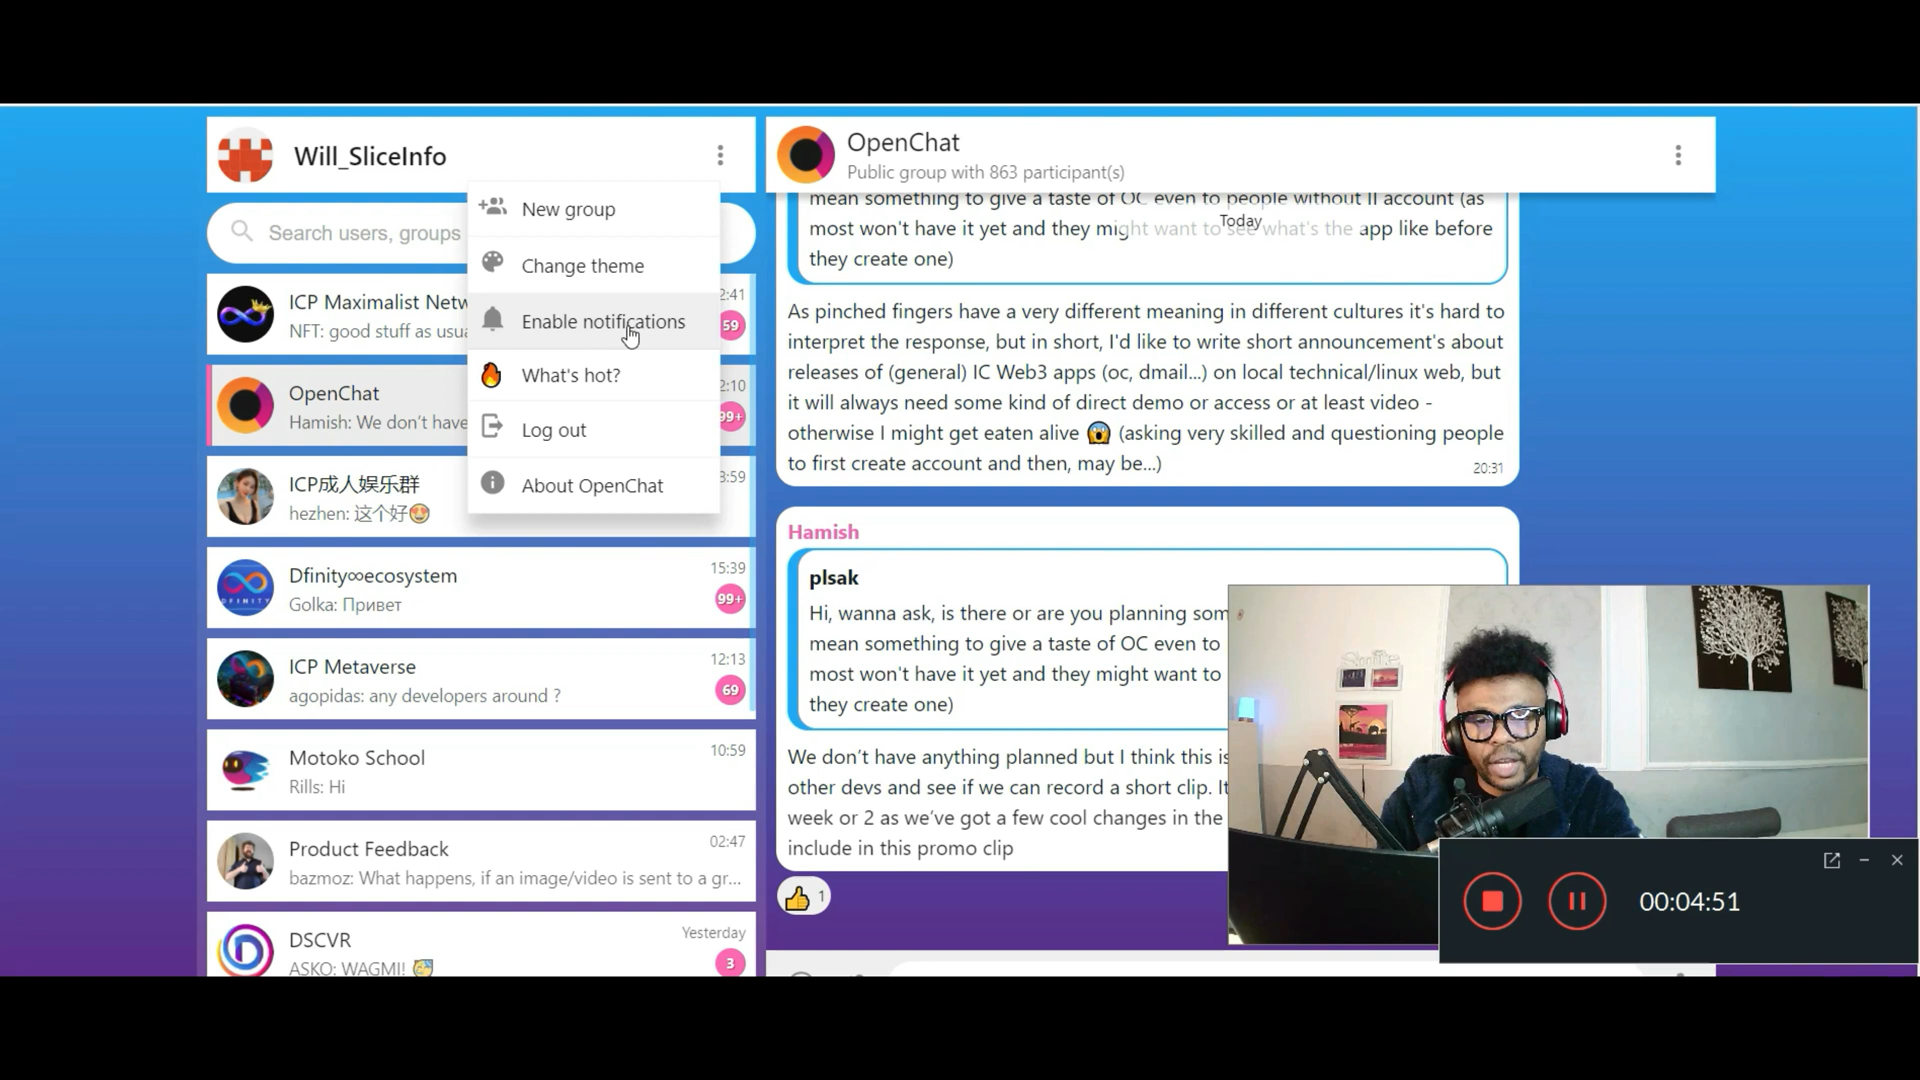 Will_SliceInfo
Search users, groups
New group
Change theme
Enable notifications
What's hot?
Log out
About OpenChat
ICP Maximalist Netw
2:41
NFT: good stuff as usua
59
OpenChat
2:10
Hamish: We don't have
99+
ICP成人娱乐群
3:59
hezhen: 这个好😍
Dfinity∞ecosystem
15:39
Golka: Привет
99+
DFINITY
ICP Metaverse
12:13
agopidas: any developers around ?
69
Motoko School
10:59
Rills: Hi
Product Feedback
02:47
bazmoz: What happens, if an image/video is sent to a gr...
DSCVR
Yesterday
ASKO: WAGMI! 😴
3
OpenChat
Public group with 863 participant(s)
mean something to give a taste of OC even to people without II account (as
Today
most won't have it yet and they might want to see what's the app like before
they create one)
As pinched fingers have a very different meaning in different cultures it's hard to
interpret the response, but in short, I'd like to write short announcement's about
releases of (general) IC Web3 apps (oc, dmail...) on local technical/linux web, but
it will always need some kind of direct demo or access or at least video -
otherwise I might get eaten alive 😱 (asking very skilled and questioning people
to first create account and then, may be...)
20:31
Hamish
plsak
Hi, wanna ask, is there or are you planning som
mean something to give a taste of OC even to
most won't have it yet and they might want to
they create one)
We don't have anything planned but I think this is
other devs and see if we can record a short clip. It
week or 2 as we've got a few cool changes in the
include in this promo clip
👍 1
Smile
00:04:51